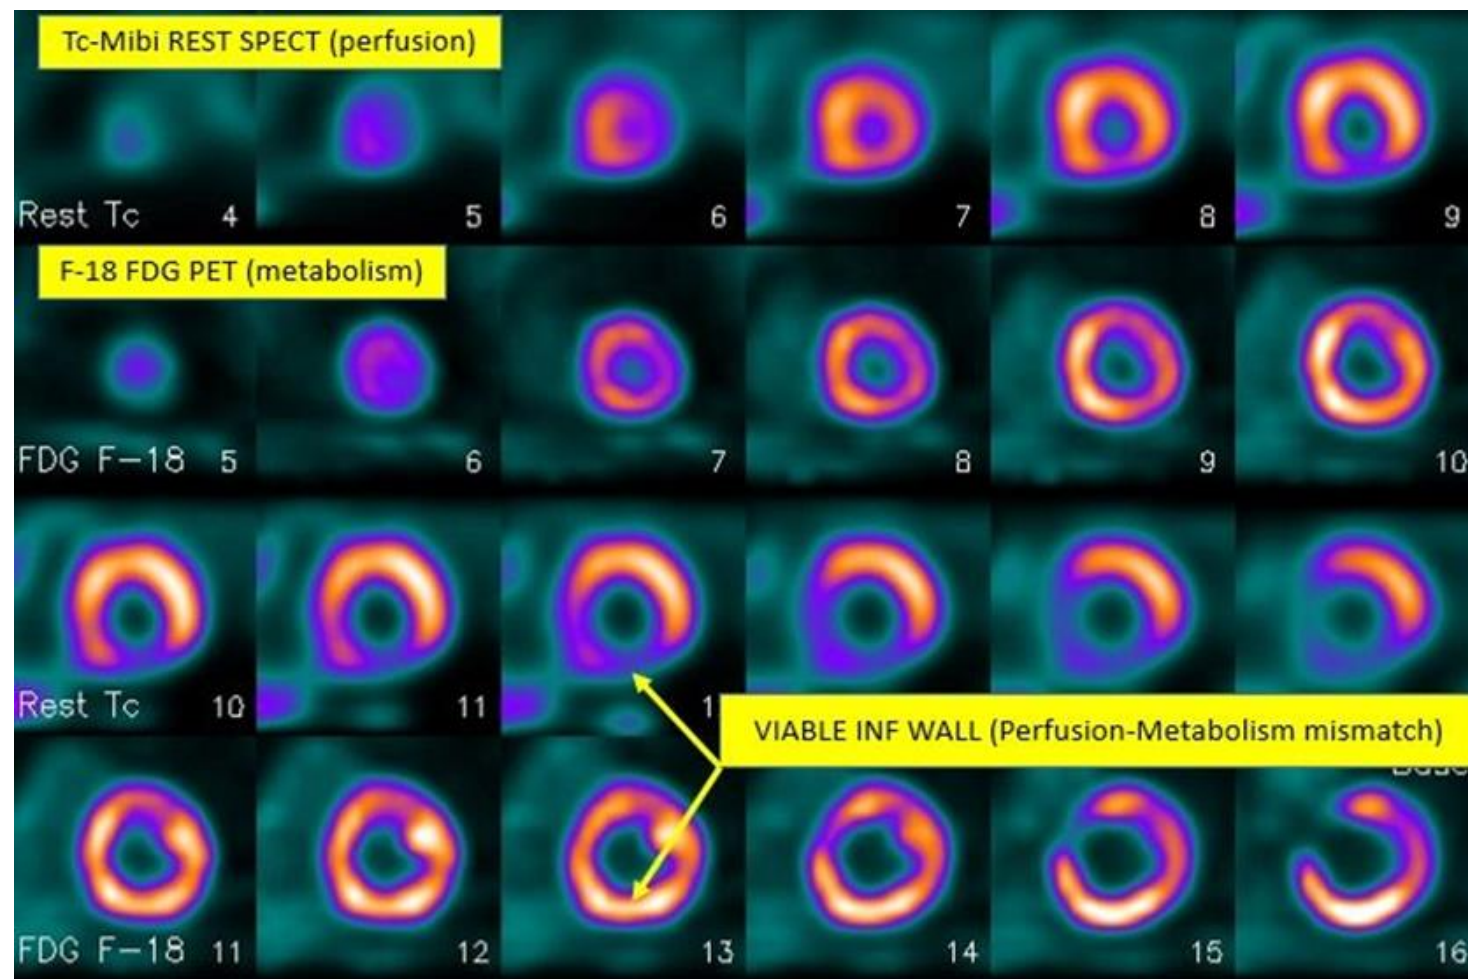 Tc-Mibi REST SPECT (perfusion)
Rest Tc 4 5 6 7 8 9
F-18 FDG PET (metabolism)
FDG F-18 5 6 7 8 9 10
Rest Tc 10 11 1
VIABLE INF WALL (Perfusion-Metabolism mismatch)
FDG F-18 11 12 13 14 15 16